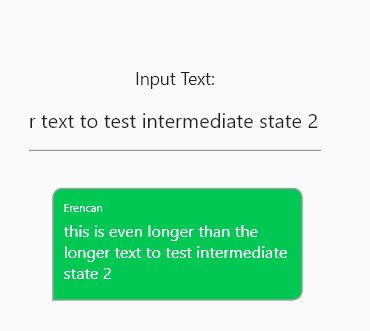 Input Text:
r text to test intermediate state 2
Erencan
this is even longer than the
longer text to test intermediate
state 2